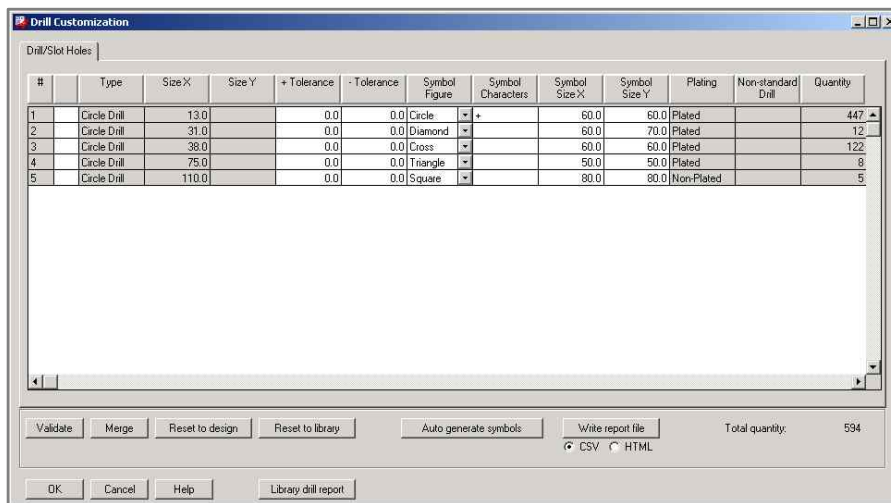 Drill Customization
Drill/Slot Holes
# Type Size X Size Y + Tolerance - Tolerance Symbol Figure Symbol Characters Symbol Size X Symbol Size Y Plating Non-standard Drill Quantity
1 Circle Drill 13.0 0.0 0.0 Circle + 60.0 60.0 Plated 447
2 Circle Drill 31.0 0.0 0.0 Diamond 60.0 70.0 Plated 12
3 Circle Drill 38.0 0.0 0.0 Cross 60.0 60.0 Plated 122
4 Circle Drill 75.0 0.0 0.0 Triangle 50.0 50.0 Plated 8
5 Circle Drill 110.0 0.0 0.0 Square 80.0 80.0 Non-Plated 5
Validate Merge Reset to design Reset to library Auto generate symbols Write report file Total quantity: 594
CSV HTML
OK Cancel Help Library drill report